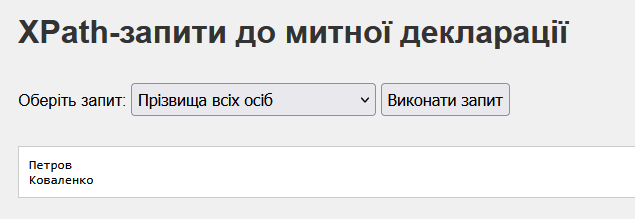 XPath-запити до митної декларації
Оберіть запит: Прізвища всіх осіб Виконати запит
Петров
Коваленко